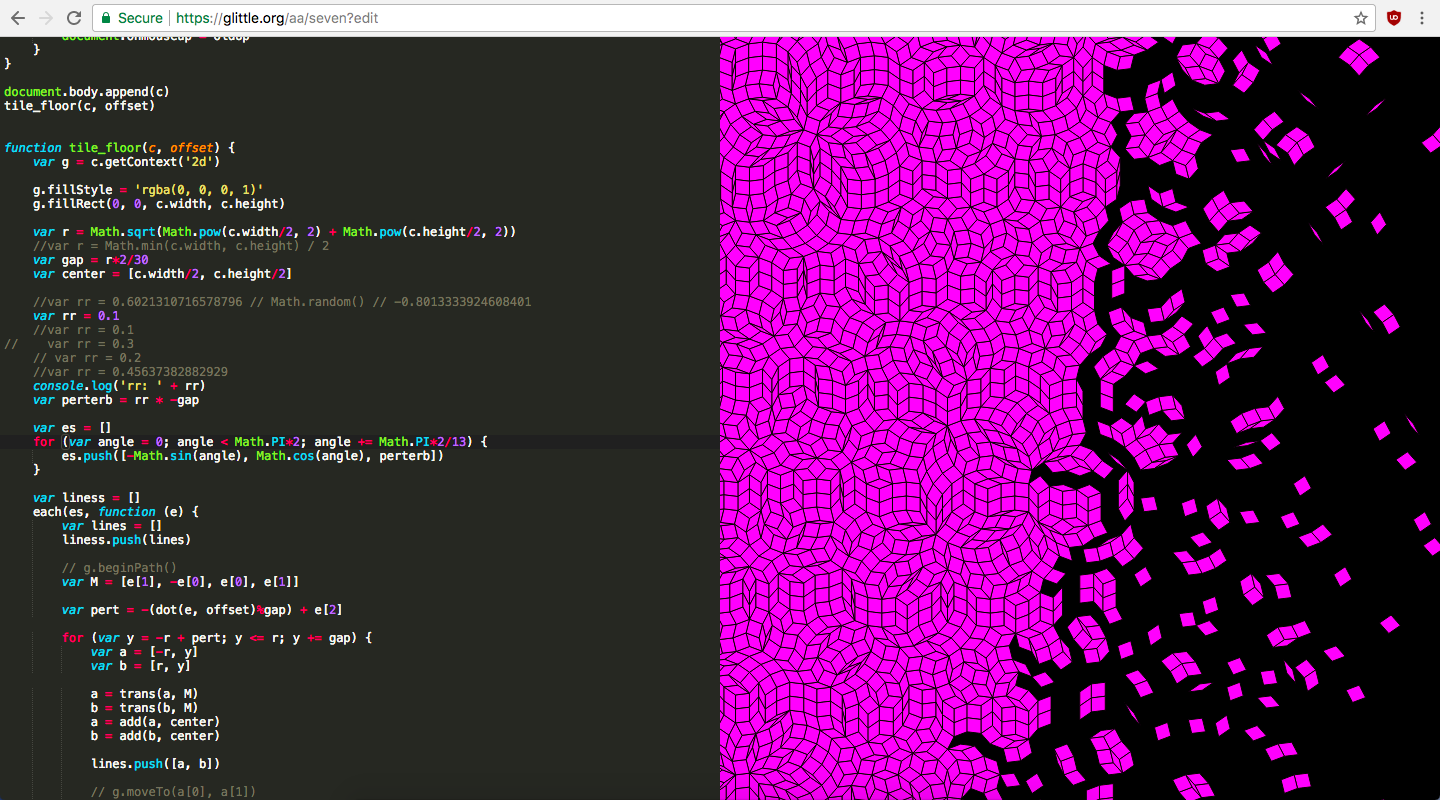 Secure https://glittle.org/aa/seven?edit
document.onmouseup = oldup
}
}
document.body.append(c)
tile_floor(c, offset)
function tile_floor(c, offset) {
var g = c.getContext('2d')
g.fillStyle = 'rgba(0, 0, 0, 1)'
g.fillRect(0, 0, c.width, c.height)
var r = Math.sqrt(Math.pow(c.width/2, 2) + Math.pow(c.height/2, 2))
//var r = Math.min(c.width, c.height) / 2
var gap = r*2/30
var center = [c.width/2, c.height/2]
//var rr = 0.6021310716578796 // Math.random() // -0.8013333924608401
var rr = 0.1
//var rr = 0.1
// var rr = 0.3
// var rr = 0.2
//var rr = 0.45637382882929
console.log('rr: ' + rr)
var perterb = rr * -gap
var es = []
for (var angle = 0; angle < Math.PI*2; angle += Math.PI*2/13) {
es.push([-Math.sin(angle), Math.cos(angle), perterb])
}
var liness = []
each(es, function (e) {
var lines = []
liness.push(lines)
// g.beginPath()
var M = [e[1], -e[0], e[0], e[1]]
var pert = -(dot(e, offset)%gap) + e[2]
for (var y = -r + pert; y <= r; y += gap) {
var a = [-r, y]
var b = [r, y]
a = trans(a, M)
b = trans(b, M)
a = add(a, center)
b = add(b, center)
lines.push([a, b])
// g.moveTo(a[0], a[1])